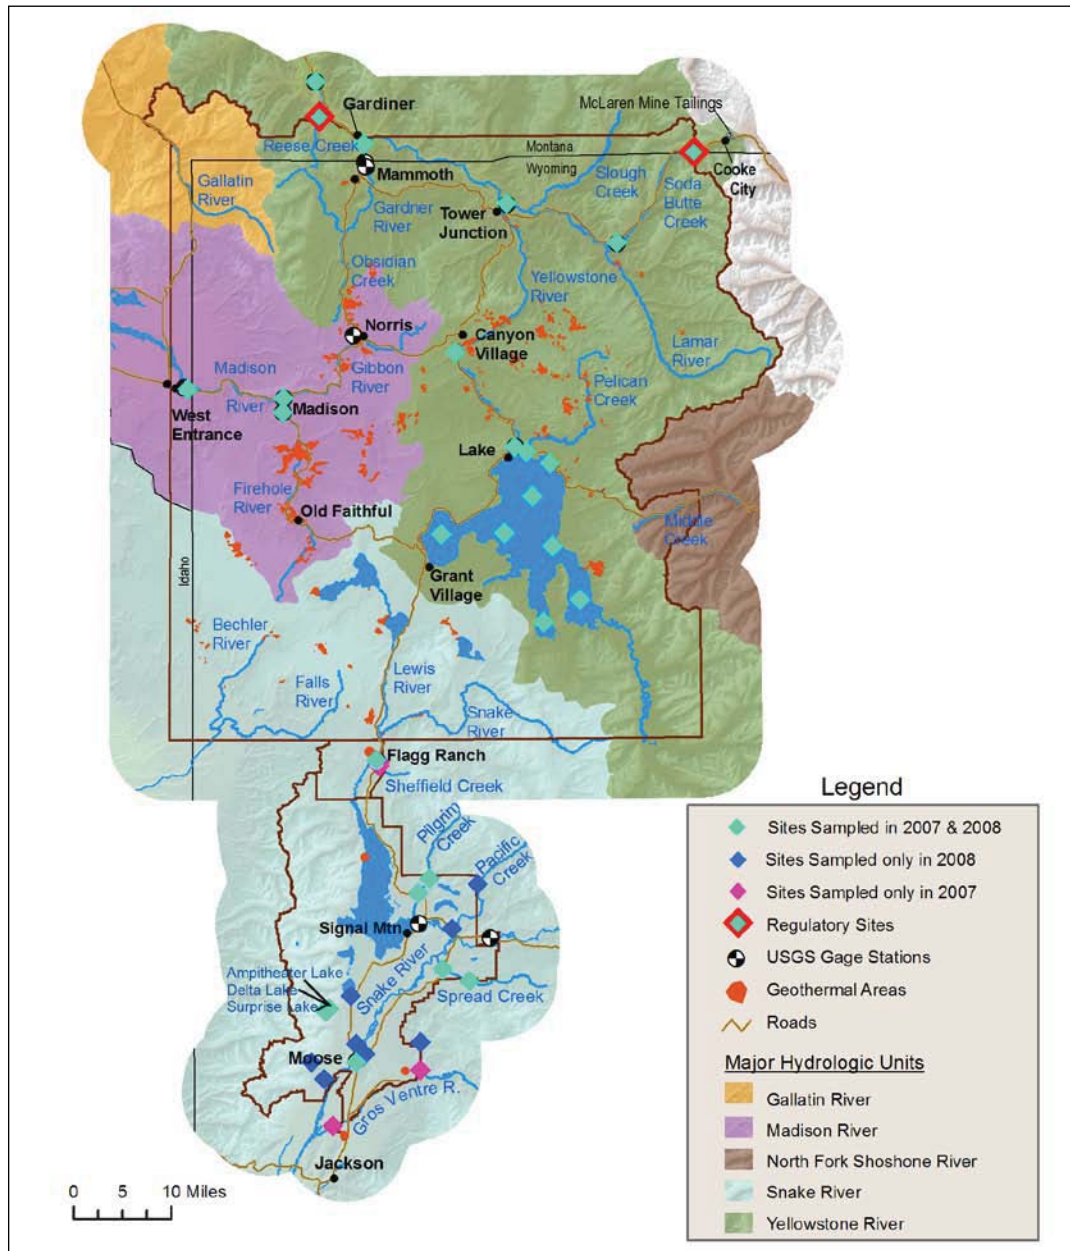 Gardiner
McLaren Mine Tailings
Reese Creek
Montana
Wyoming
Cooke
City
Gallatin
River
Mammoth
Gardner
River
Slough
Creek
Soda
Butte
Creek
Tower
Junction
Obsidian
Creek
Yellowstone
River
Norris
Canyon
Village
Lamar
River
Madison
River
Gibbon
River
Pelican
Creek
West
Entrance
Madison
Lake
Firehole
River
Old Faithful
Middle
Creek
Idaho
Grant
Village
Bechler
River
Falls
River
Lewis
River
Snake
River
Flagg Ranch
Sheffield Creek
Pilgrim
Creek
Pacific
Creek
Signal Mtn
Snake River
Ampitheater Lake
Delta Lake
Surprise Lake
Spread Creek
Moose
Gros Ventre R.
Jackson
0 5 10 Miles
Legend
Sites Sampled in 2007 & 2008
Sites Sampled only in 2008
Sites Sampled only in 2007
Regulatory Sites
USGS Gage Stations
Geothermal Areas
Roads
Major Hydrologic Units
Gallatin River
Madison River
North Fork Shoshone River
Snake River
Yellowstone River